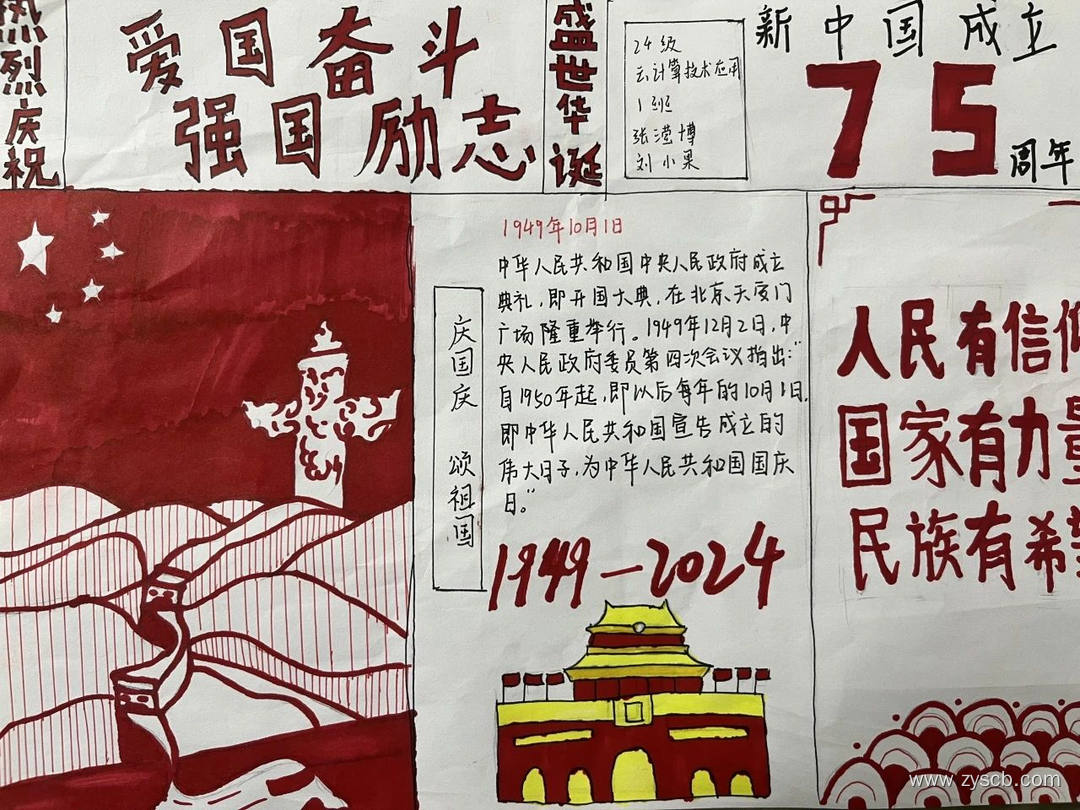 热烈庆祝
爱国奋斗
强国励志
盛世华诞
24级
云计算技术应用
1班
张滢博
刘小果
新中国成立
75
周年
庆国庆 颂祖国
1949年10月1日
中华人民共和国中央人民政府成立
典礼,即开国大典,在北京天安门
广场隆重举行。1949年12月2日,中
央人民政府委员第四次会议指出:"
自1950年起,即以后每年的10月1日,
即中华人民共和国宣告成立的
伟大日子,为中华人民共和国国庆
日。"
1949—2024
人民有信仰
国家有力量
民族有希望
www.zyscb.com